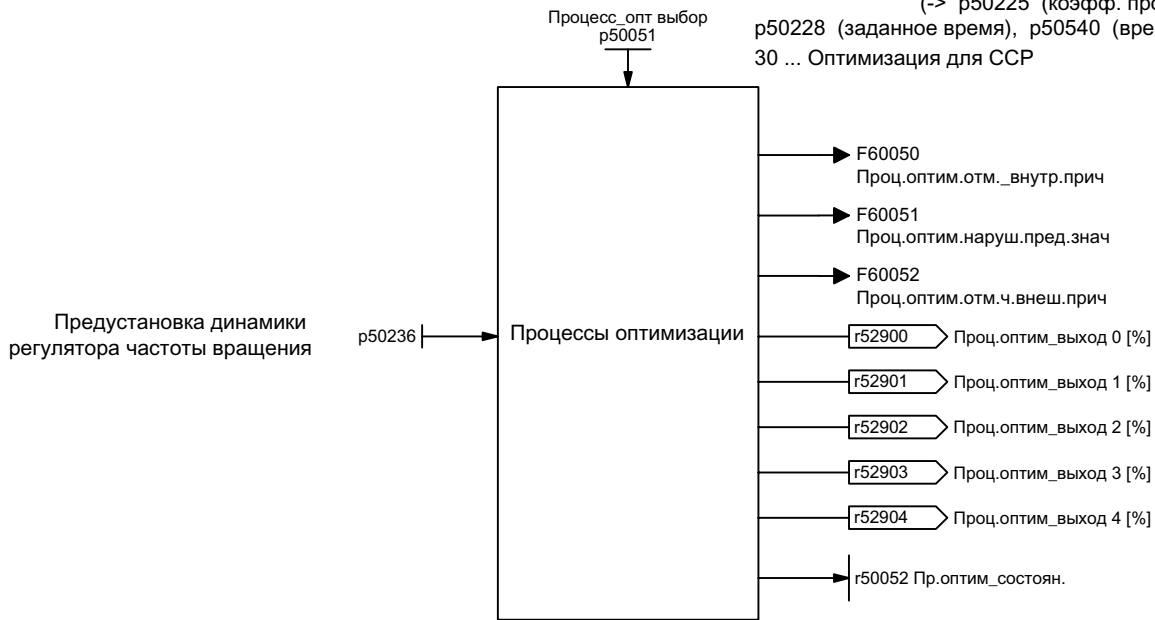 (-> p50225 (коэфф.
Процесс_опт выбор
p50051
p50228 (заданное время), p50540
30 ... Оптимизация для ССР
F60050
Проц.оптим.отм._внутр.прич
F60051
Проц.оптим.наруш.пред.знач
F60052
Проц.оптим.отм.ч.внеш.прич
Предустановка динамики
регулятора частоты вращения
p50236
Процессы оптимизации
r52900 Проц.оптим_выход 0 [%]
r52901 Проц.оптим_выход 1 [%]
r52902 Проц.оптим_выход 2 [%]
r52903 Проц.оптим_выход 3 [%]
r52904 Проц.оптим_выход 4 [%]
r50052 Пр.оптим_состоян.